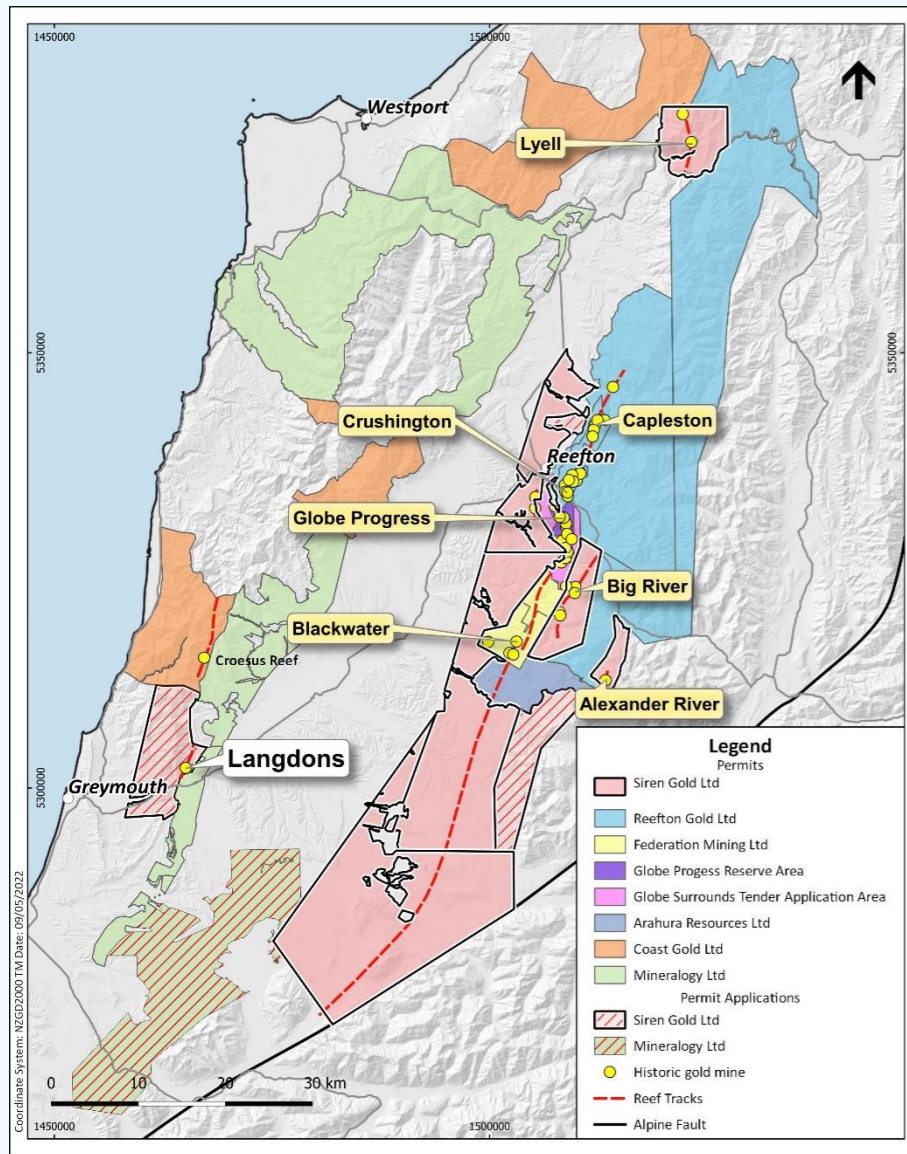 1450000
1500000
Westport
Lyell
5350000
5350000
Crushington
Capleston
Reefton
Globe Progress
Big River
Blackwater
Croesus Reef
Alexander River
Langdons
Greymouth
5300000
Legend
Permits
Siren Gold Ltd
Reefton Gold Ltd
Federation Mining Ltd
Globe Progess Reserve Area
Globe Surrounds Tender Application Area
Arahura Resources Ltd
Coast Gold Ltd
Mineralogy Ltd
Permit Applications
Siren Gold Ltd
Mineralogy Ltd
Historic gold mine
Reef Tracks
Alpine Fault
0 10 20 30 km
Coordinate System: NZGD2000 TM Date: 09/05/2022
1450000
1500000